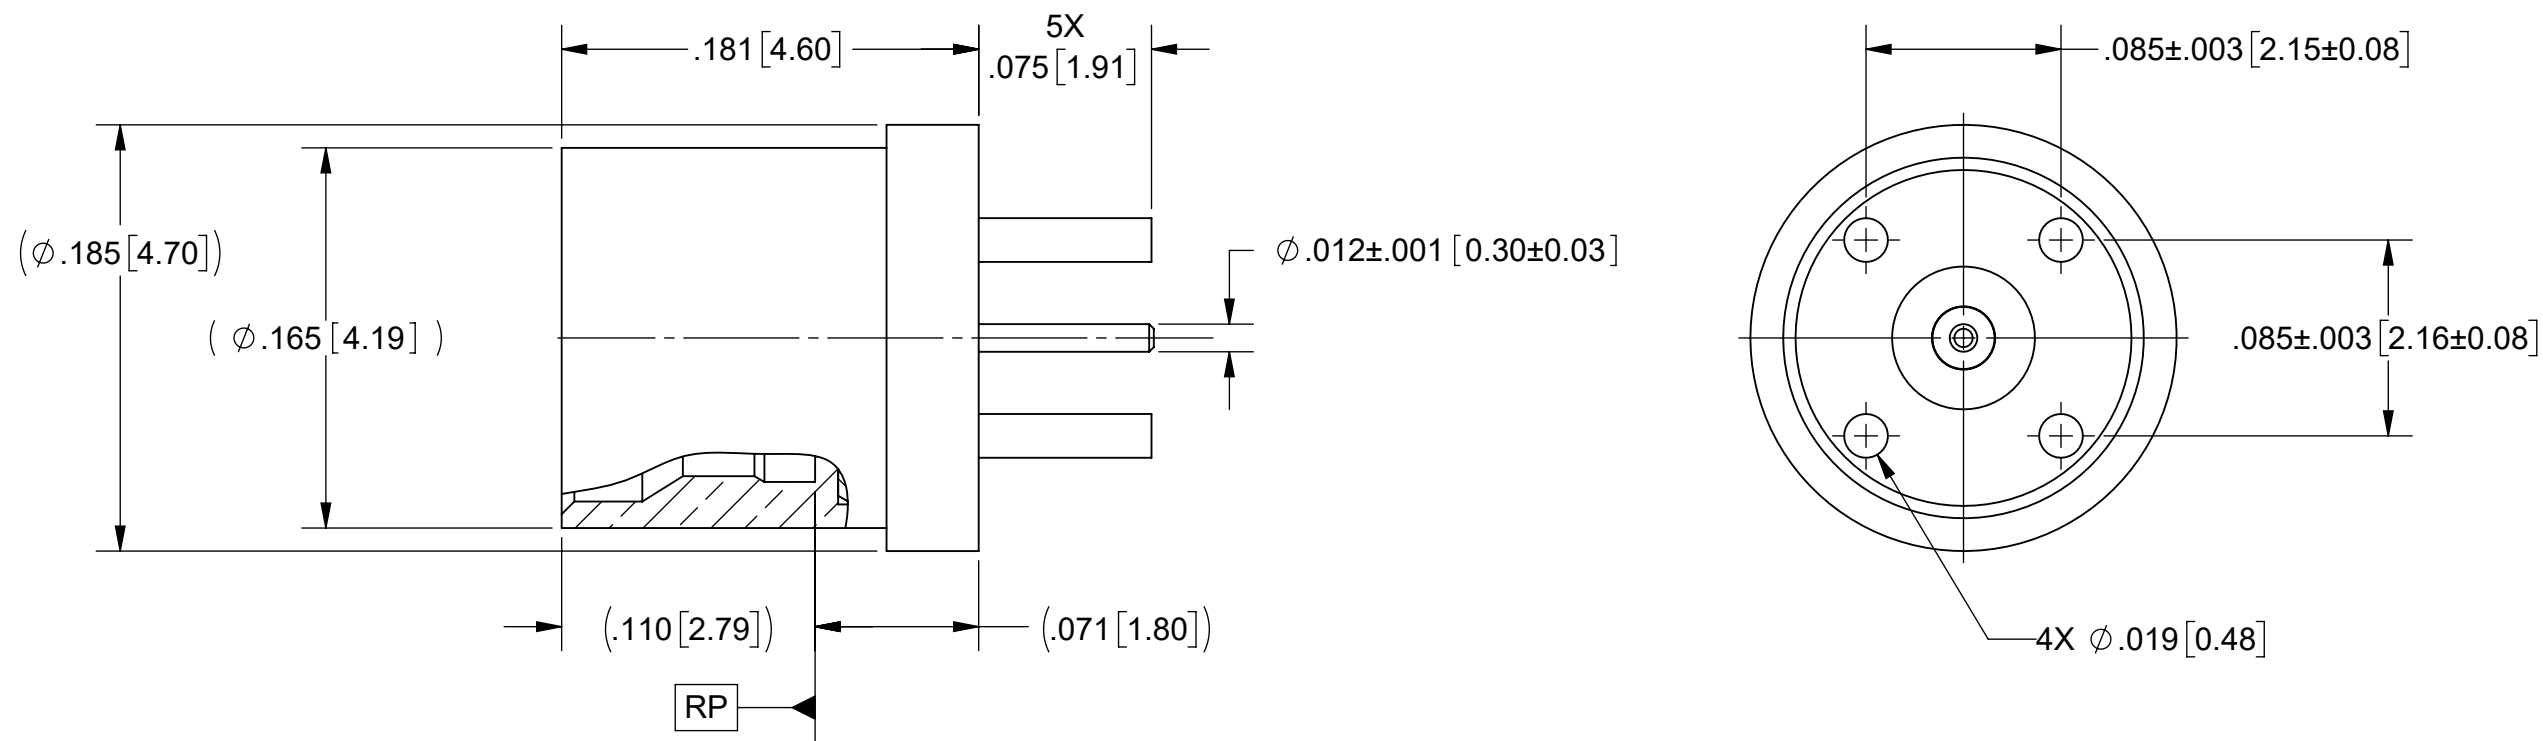 .181 [4.60]
5X
.075 [1.91]
.085±.003 [2.15±0.08]
(⌀.185 [4.70])
⌀.012±.001 [0.30±0.03]
( ⌀.165 [4.19] )
.085±.003 [2.16±0.08]
(.110 [2.79])
(.071 [1.80])
4X ⌀.019 [0.48]
RP